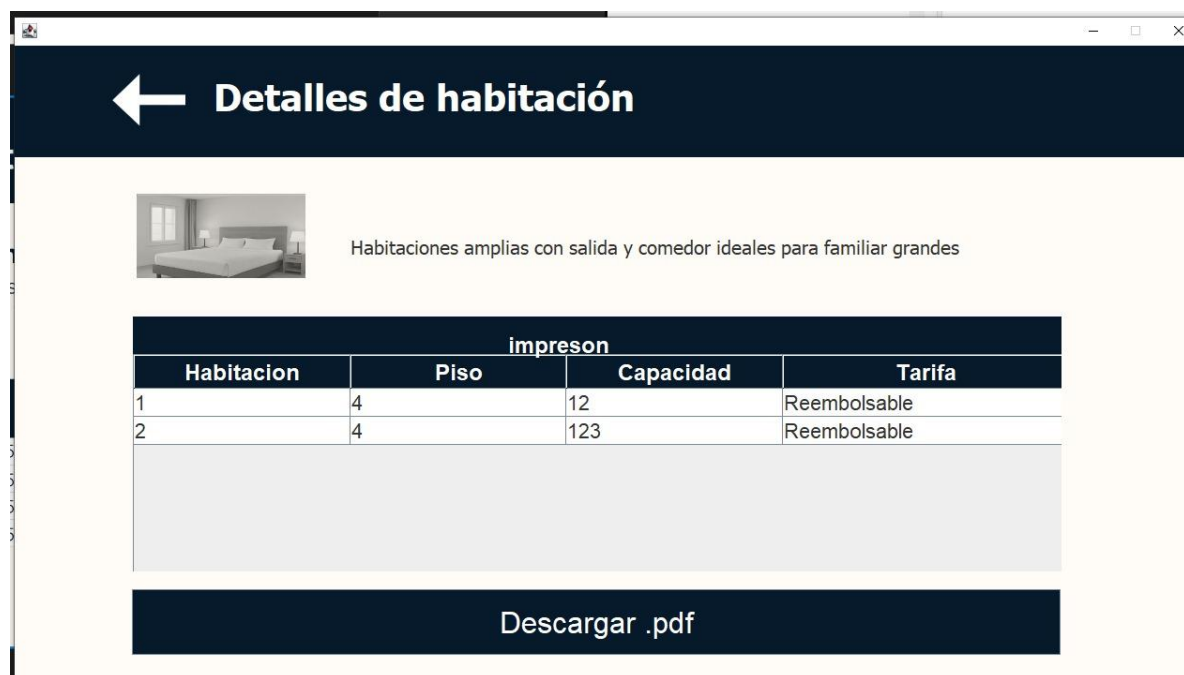 Detalles de habitación
Habitaciones amplias con salida y comedor ideales para familiar grandes
impreson
Habitacion Piso Capacidad Tarifa
1 4 12 Reembolsable
2 4 123 Reembolsable
Descargar .pdf